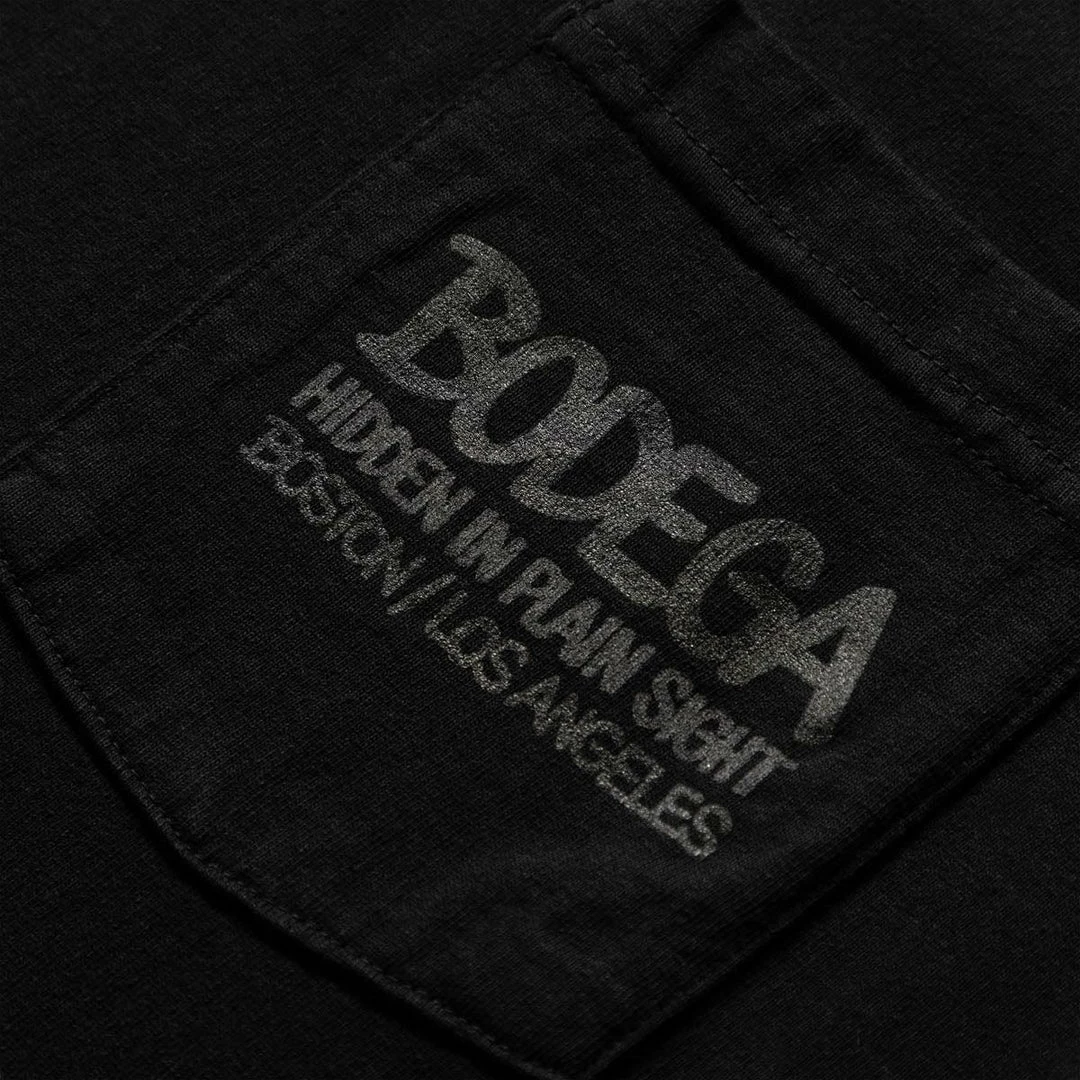 BODEGA
HIDDEN IN PLAIN SIGHT
BOSTON / LOS ANGELES